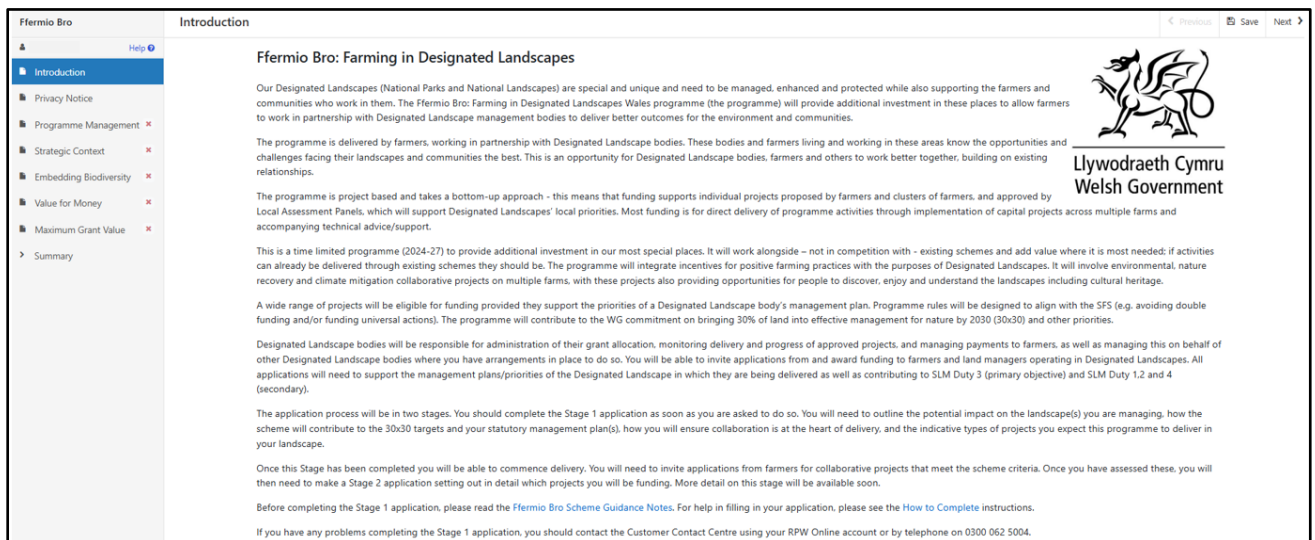 Ffermio Bro
Introduction
Previous
Save
Next
Help
Introduction
Privacy Notice
Programme Management
Strategic Context
Embedding Biodiversity
Value for Money
Maximum Grant Value
Summary
Ffermio Bro: Farming in Designated Landscapes
Our Designated Landscapes (National Parks and National Landscapes) are special and unique and need to be managed, enhanced and protected while also supporting the farmers and
communities who work in them. The Ffermio Bro: Farming in Designated Landscapes Wales programme (the programme) will provide additional investment in these places to allow farmers
to work in partnership with Designated Landscape management bodies to deliver better outcomes for the environment and communities.
The programme is delivered by farmers, working in partnership with Designated Landscape bodies. These bodies and farmers living and working in these areas know the opportunities and
challenges facing their landscapes and communities the best. This is an opportunity for Designated Landscape bodies, farmers and others to work better together, building on existing
relationships.
Llywodraeth Cymru
Welsh Government
The programme is project based and takes a bottom-up approach - this means that funding supports individual projects proposed by farmers and clusters of farmers, and approved by
Local Assessment Panels, which will support Designated Landscapes' local priorities. Most funding is for direct delivery of programme activities through implementation of capital projects across multiple farms and
accompanying technical advice/support.
This is a time limited programme (2024-27) to provide additional investment in our most special places. It will work alongside – not in competition with - existing schemes and add value where it is most needed; if activities
can already be delivered through existing schemes they should be. The programme will integrate incentives for positive farming practices with the purposes of Designated Landscapes. It will involve environmental, nature
recovery and climate mitigation collaborative projects on multiple farms, with these projects also providing opportunities for people to discover, enjoy and understand the landscapes including cultural heritage.
A wide range of projects will be eligible for funding provided they support the priorities of a Designated Landscape body's management plan. Programme rules will be designed to align with the SFS (e.g. avoiding double
funding and/or funding universal actions). The programme will contribute to the WG commitment on bringing 30% of land into effective management for nature by 2030 (30x30) and other priorities.
Designated Landscape bodies will be responsible for administration of their grant allocation, monitoring delivery and progress of approved projects, and managing payments to farmers, as well as managing this on behalf of
other Designated Landscape bodies where you have arrangements in place to do so. You will be able to invite applications from and award funding to farmers and land managers operating in Designated Landscapes. All
applications will need to support the management plans/priorities of the Designated Landscape in which they are being delivered as well as contributing to SLM Duty 3 (primary objective) and SLM Duty 1,2 and 4
(secondary).
The application process will be in two stages. You should complete the Stage 1 application as soon as you are asked to do so. You will need to outline the potential impact on the landscape(s) you are managing, how the
scheme will contribute to the 30x30 targets and your statutory management plan(s), how you will ensure collaboration is at the heart of delivery, and the indicative types of projects you expect this programme to deliver in
your landscape.
Once this Stage has been completed you will be able to commence delivery. You will need to invite applications from farmers for collaborative projects that meet the scheme criteria. Once you have assessed these, you will
then need to make a Stage 2 application setting out in detail which projects you will be funding. More detail on this stage will be available soon.
Before completing the Stage 1 application, please read the Ffermio Bro Scheme Guidance Notes. For help in filling in your application, please see the How to Complete instructions.
If you have any problems completing the Stage 1 application, you should contact the Customer Contact Centre using your RPW Online account or by telephone on 0300 062 5004.